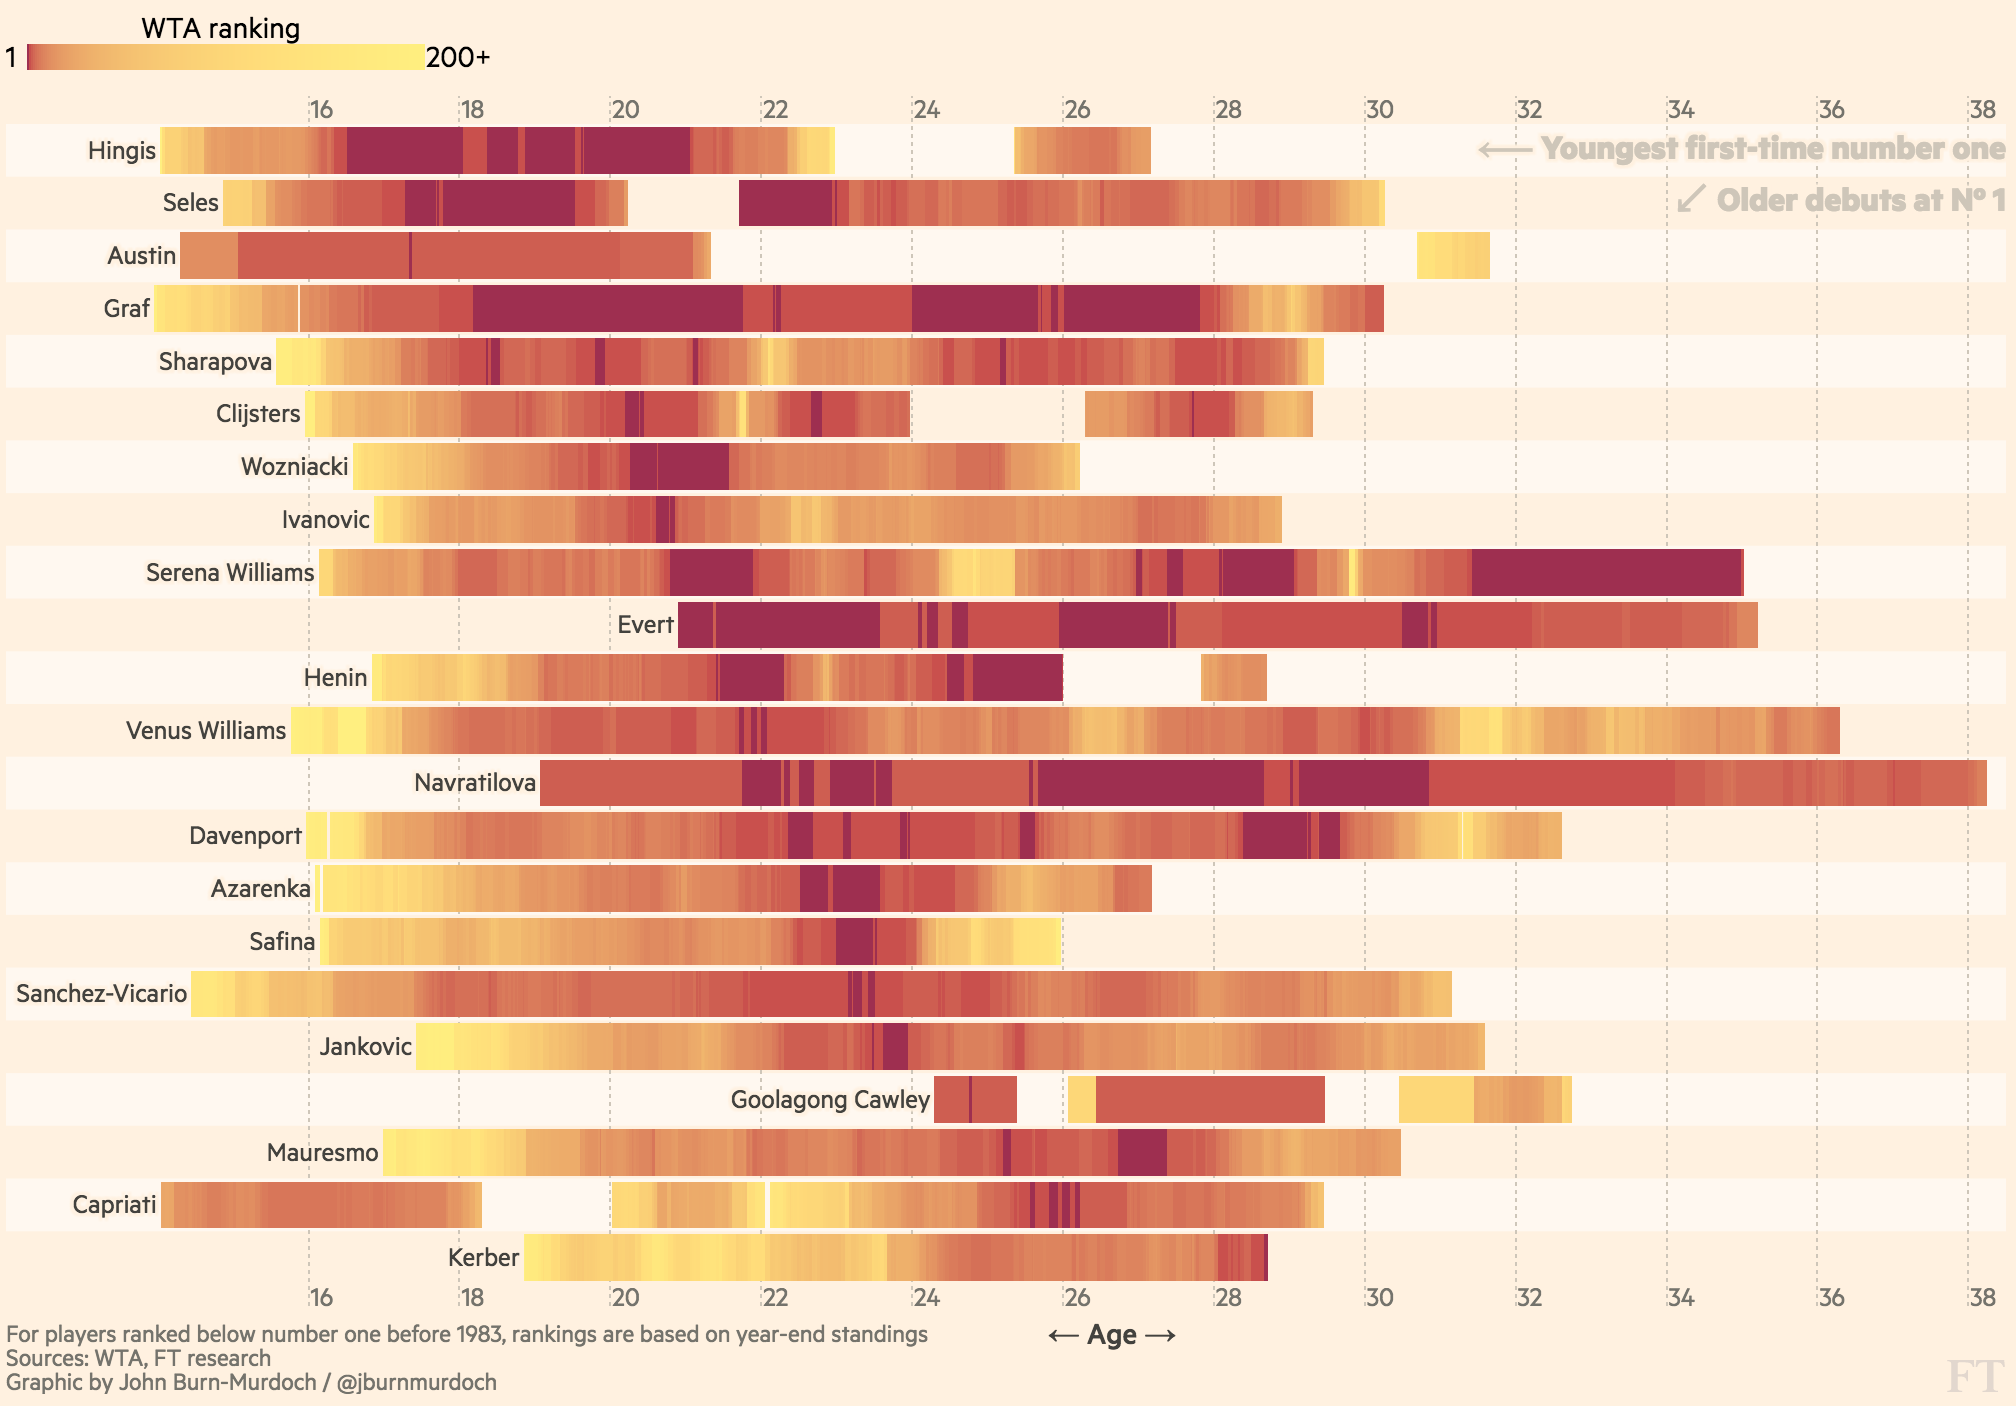 WTA ranking
1 200+
16 18 20 22 24 26 28 30 32 34 36 38
Hingis
← Youngest first-time number one
Seles
↙ Older debuts at Nº 1
Austin
Graf
Sharapova
Clijsters
Wozniacki
Ivanovic
Serena Williams
Evert
Henin
Venus Williams
Navratilova
Davenport
Azarenka
Safina
Sanchez-Vicario
Jankovic
Goolagong Cawley
Mauresmo
Capriati
Kerber
16 18 20 22 24 26 28 30 32 34 36 38
For players ranked below number one before 1983, rankings are based on year-end standings
← Age →
Sources: WTA, FT research
Graphic by John Burn-Murdoch / @jburnmurdoch
FT